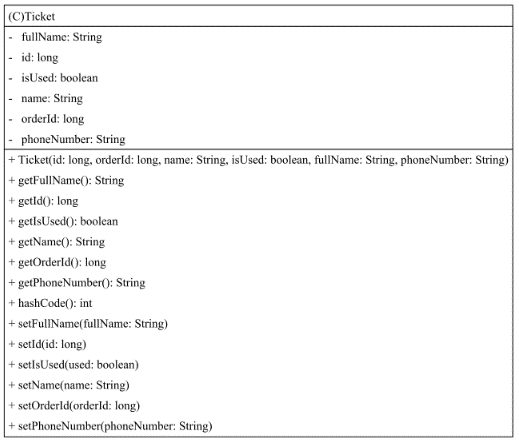 (C)Ticket
- fullName: String
- id: long
- isUsed: boolean
- name: String
- orderId: long
- phoneNumber: String
+ Ticket(id: long, orderId: long, name: String, isUsed: boolean, fullName: String, phoneNumber: String)
+ getFullName(): String
+ getId(): long
+ getIsUsed(): boolean
+ getName(): String
+ getOrderId(): long
+ getPhoneNumber(): String
+ hashCode(): int
+ setFullName(fullName: String)
+ setId(id: long)
+ setIsUsed(used: boolean)
+ setName(name: String)
+ setOrderId(orderId: long)
+ setPhoneNumber(phoneNumber: String)